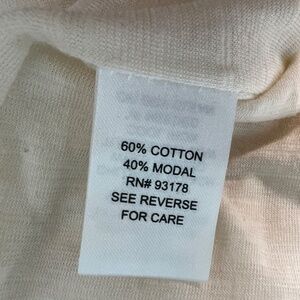 60% COTTON
40% MODAL
RN# 93178
SEE REVERSE
FOR CARE